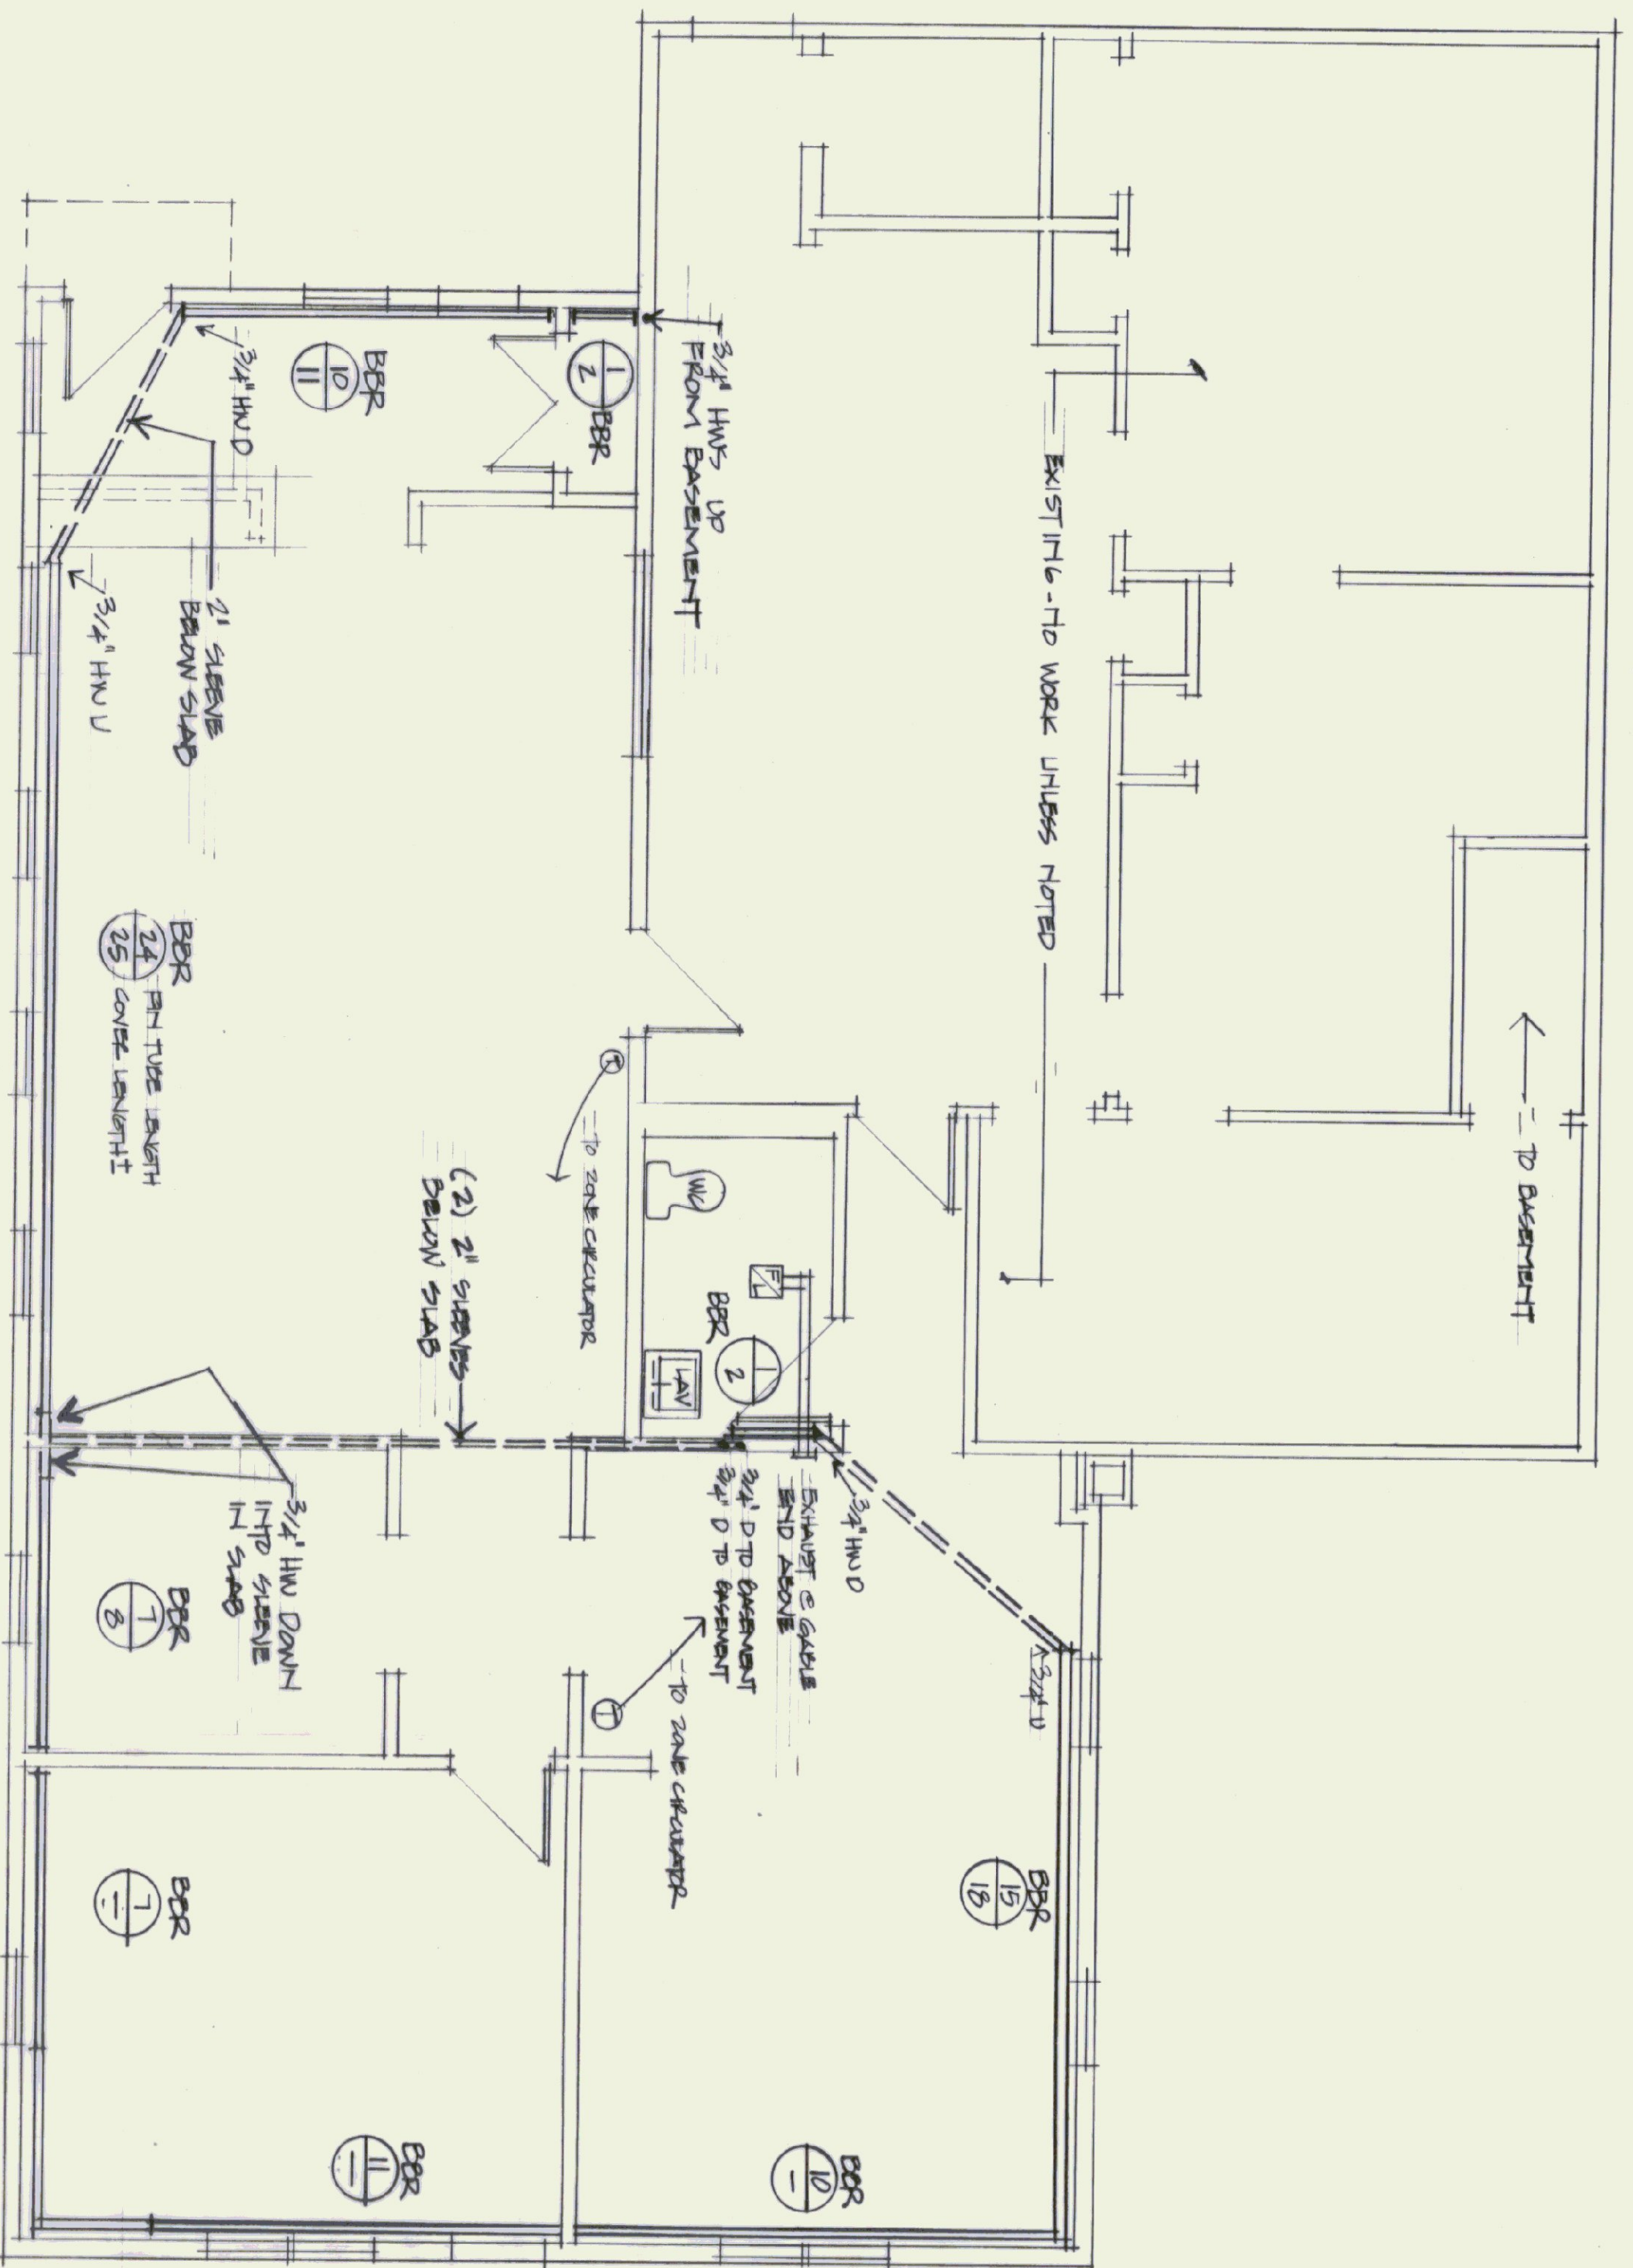 - TO BASEMENT
EXISTING - NO WORK UNLESS NOTED
3/4" HWS UP
FROM BASEMENT
1
2
BBR
BBR
10
11
3/4" HW D
2" SLEEVE
BELOW SLAB
3/4" HW U
BBR
24
25
FIN TUBE LENGTH
COVER LENGTH±
T
- TO ZONE CIRCULATOR
(2) 2" SLEEVES
BELOW SLAB
WC
FL
LAV
BBR
1
2
3/4" HW D
EXHAUST @ GABLE
END ABOVE
3/4" D TO BASEMENT
3/4" D TO BASEMENT
3/4" U
T
- TO ZONE CIRCULATOR
3/4" HW DOWN
INTO SLEEVE
IN SLAB
BBR
7
8
BBR
7
-
BBR
15
18
BBR
11
-
BBR
10
-